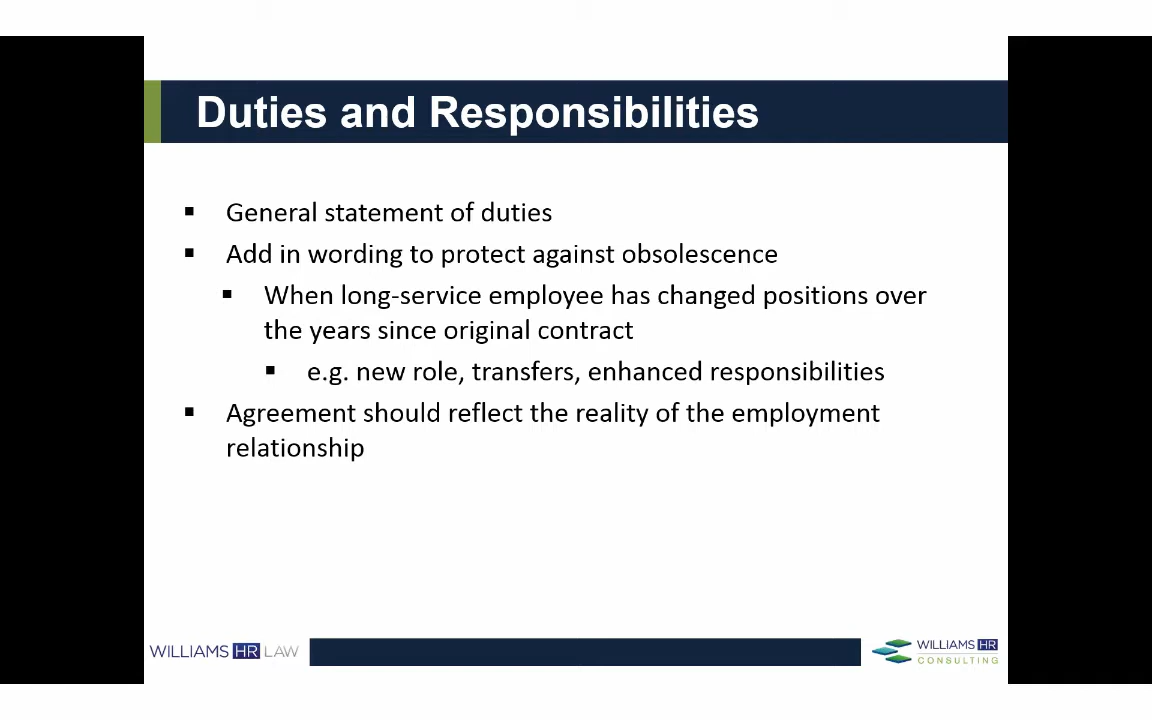 Duties and Responsibilities
▪ General statement of duties
▪ Add in wording to protect against obsolescence
▪ When long-service employee has changed positions over
the years since original contract
▪ e.g. new role, transfers, enhanced responsibilities
▪ Agreement should reflect the reality of the employment
relationship
WILLIAMS HR LAW
WILLIAMS HR
CONSULTING